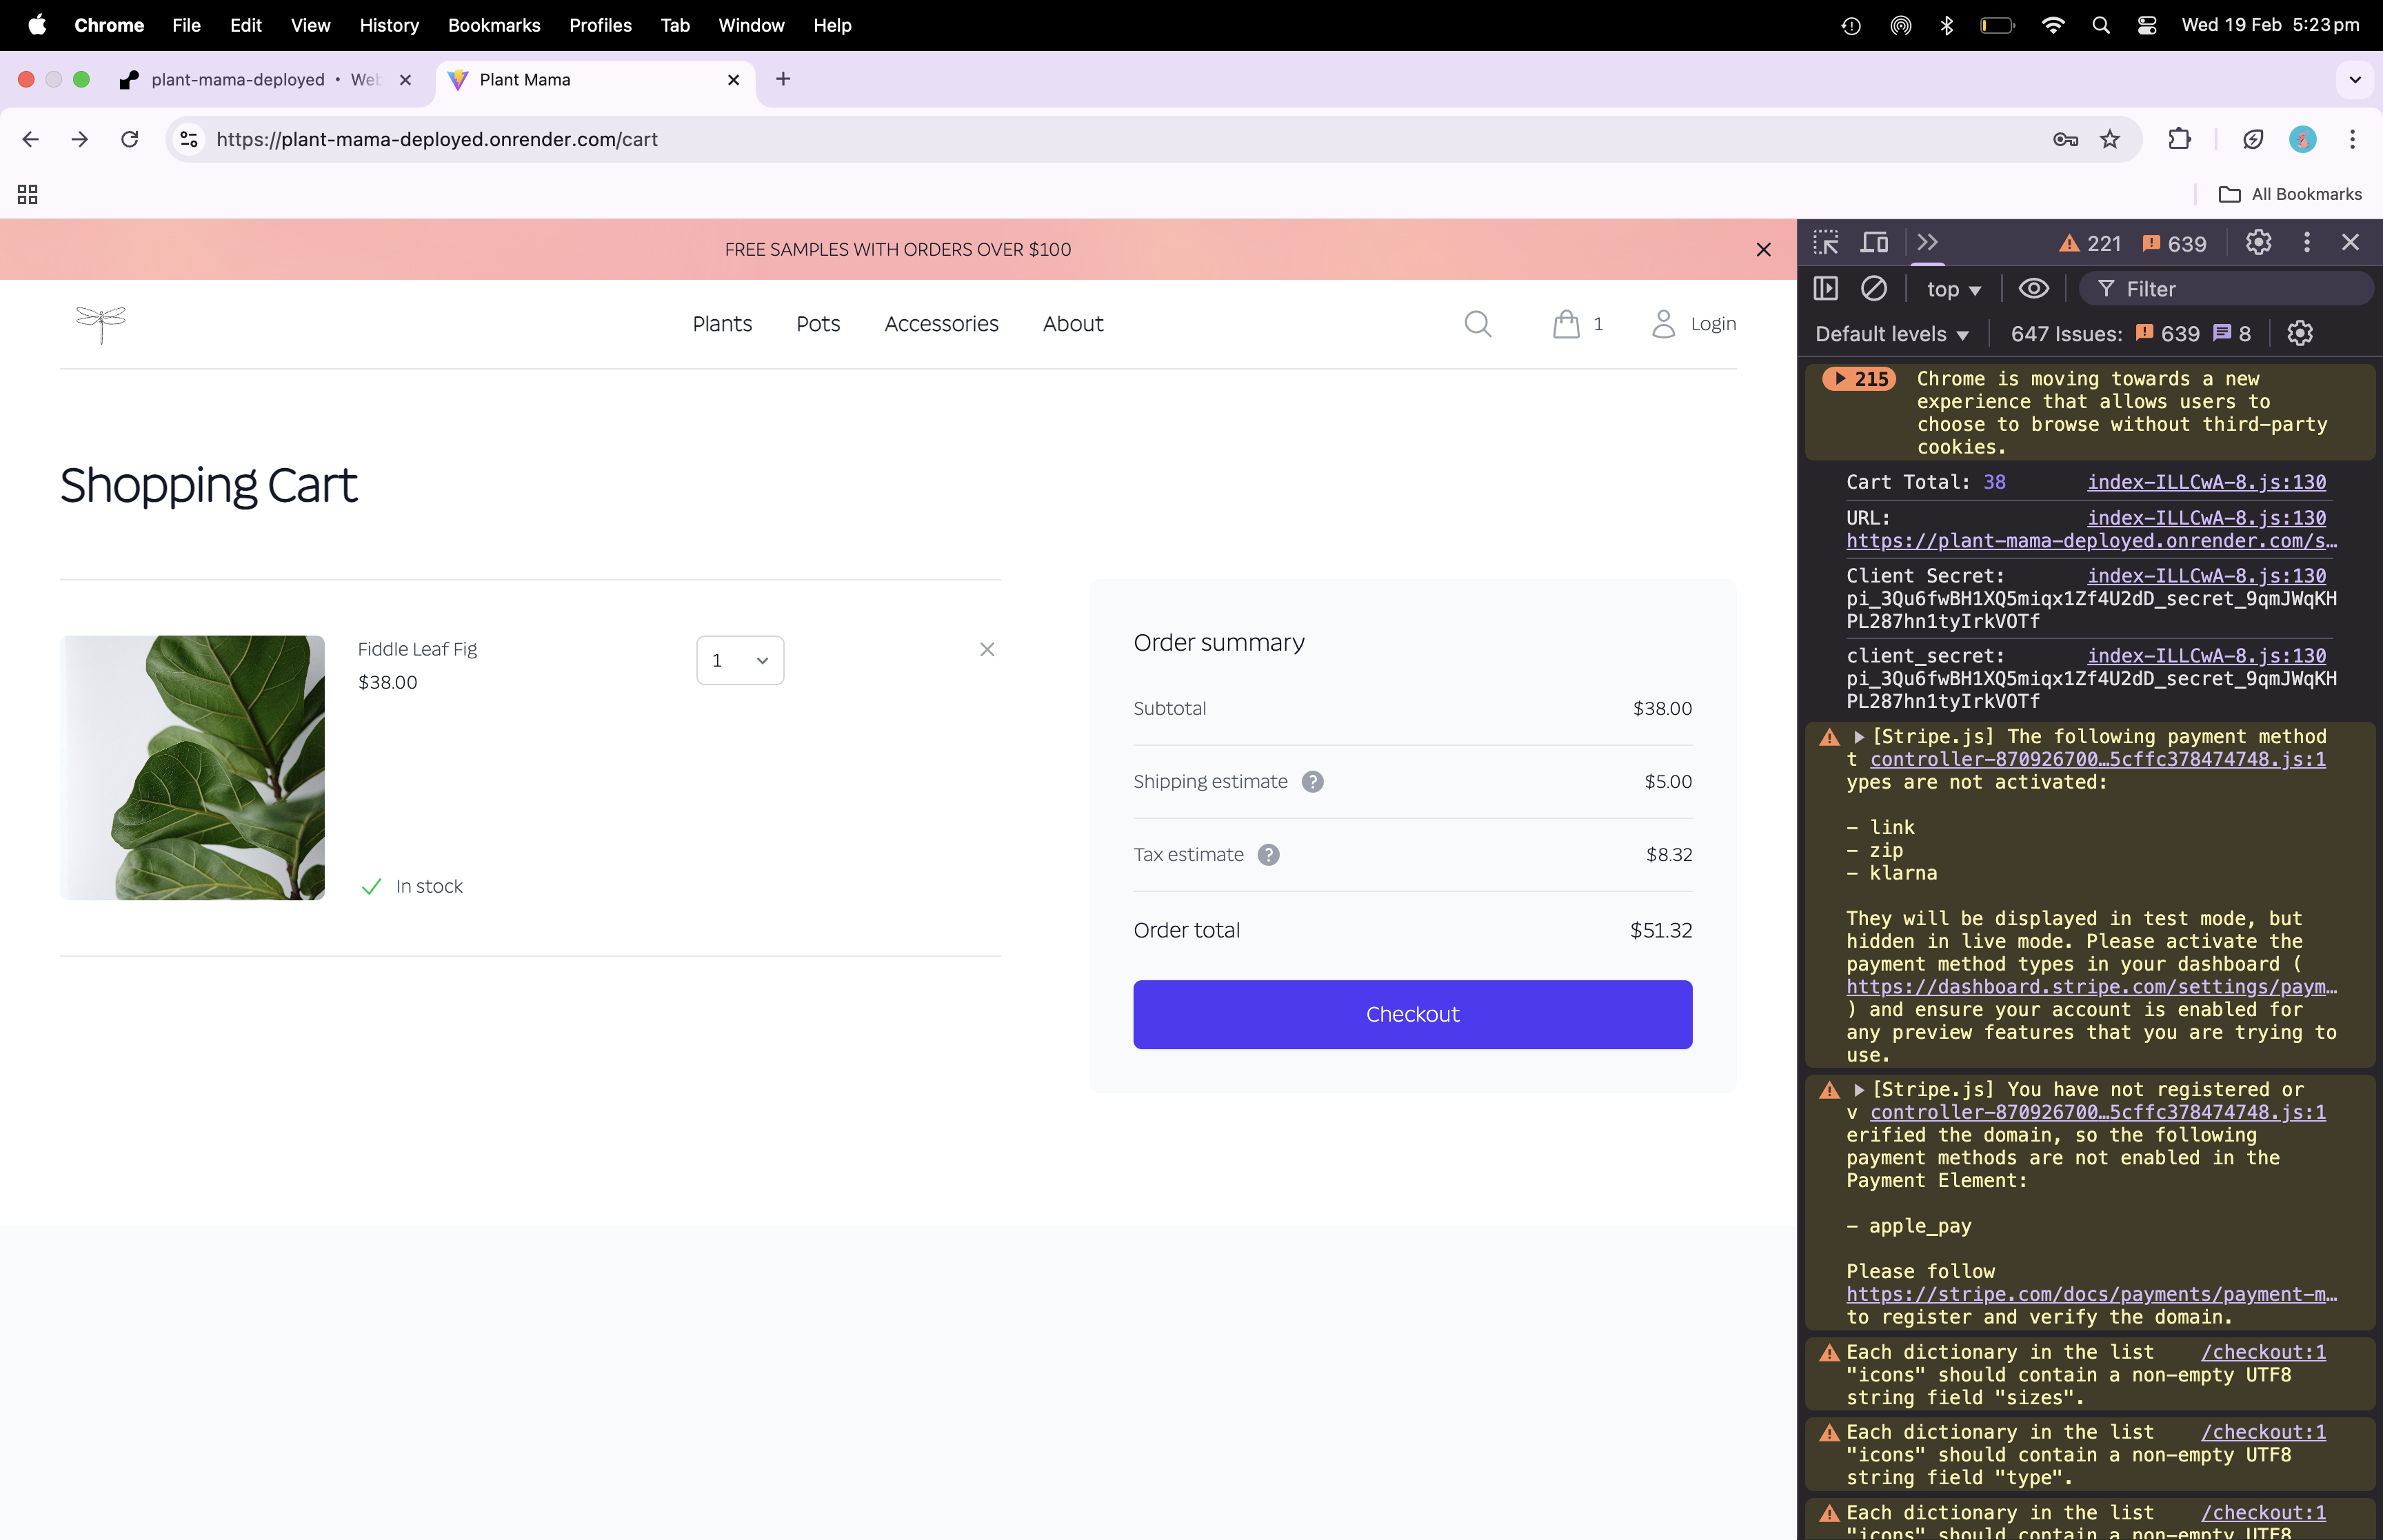 Chrome File Edit View History Bookmarks Profiles Tab Window Help Wed 19 Feb 5:23 pm
plant-mama-deployed • Web
Plant Mama
https://plant-mama-deployed.onrender.com/cart
All Bookmarks
FREE SAMPLES WITH ORDERS OVER $100
Plants Pots Accessories About 1 Login
Shopping Cart
Fiddle Leaf Fig
$38.00
1
In stock
Order summary
Subtotal $38.00
Shipping estimate ? $5.00
Tax estimate ? $8.32
Order total $51.32
Checkout
221 639
top Filter
Default levels 647 Issues: 639 8
215 Chrome is moving towards a new
experience that allows users to
choose to browse without third-party
cookies.
Cart Total: 38 index-ILLCwA-8.js:130
URL: index-ILLCwA-8.js:130
https://plant-mama-deployed.onrender.com/s…
Client Secret: index-ILLCwA-8.js:130
pi_3Qu6fwBH1XQ5miqx1Zf4U2dD_secret_9qmJWqKH
PL287hn1tyIrkVOTf
client_secret: index-ILLCwA-8.js:130
pi_3Qu6fwBH1XQ5miqx1Zf4U2dD_secret_9qmJWqKH
PL287hn1tyIrkVOTf
[Stripe.js] The following payment method
t controller-870926700…5cffc378474748.js:1
ypes are not activated:
- link
- zip
- klarna
They will be displayed in test mode, but
hidden in live mode. Please activate the
payment method types in your dashboard (
https://dashboard.stripe.com/settings/paym…
) and ensure your account is enabled for
any preview features that you are trying to
use.
[Stripe.js] You have not registered or
v controller-870926700…5cffc378474748.js:1
erified the domain, so the following
payment methods are not enabled in the
Payment Element:
- apple_pay
Please follow
https://stripe.com/docs/payments/payment-m…
to register and verify the domain.
Each dictionary in the list /checkout:1
"icons" should contain a non-empty UTF8
string field "sizes".
Each dictionary in the list /checkout:1
"icons" should contain a non-empty UTF8
string field "type".
Each dictionary in the list /checkout:1
"icons" should contain a non-empty UTF8